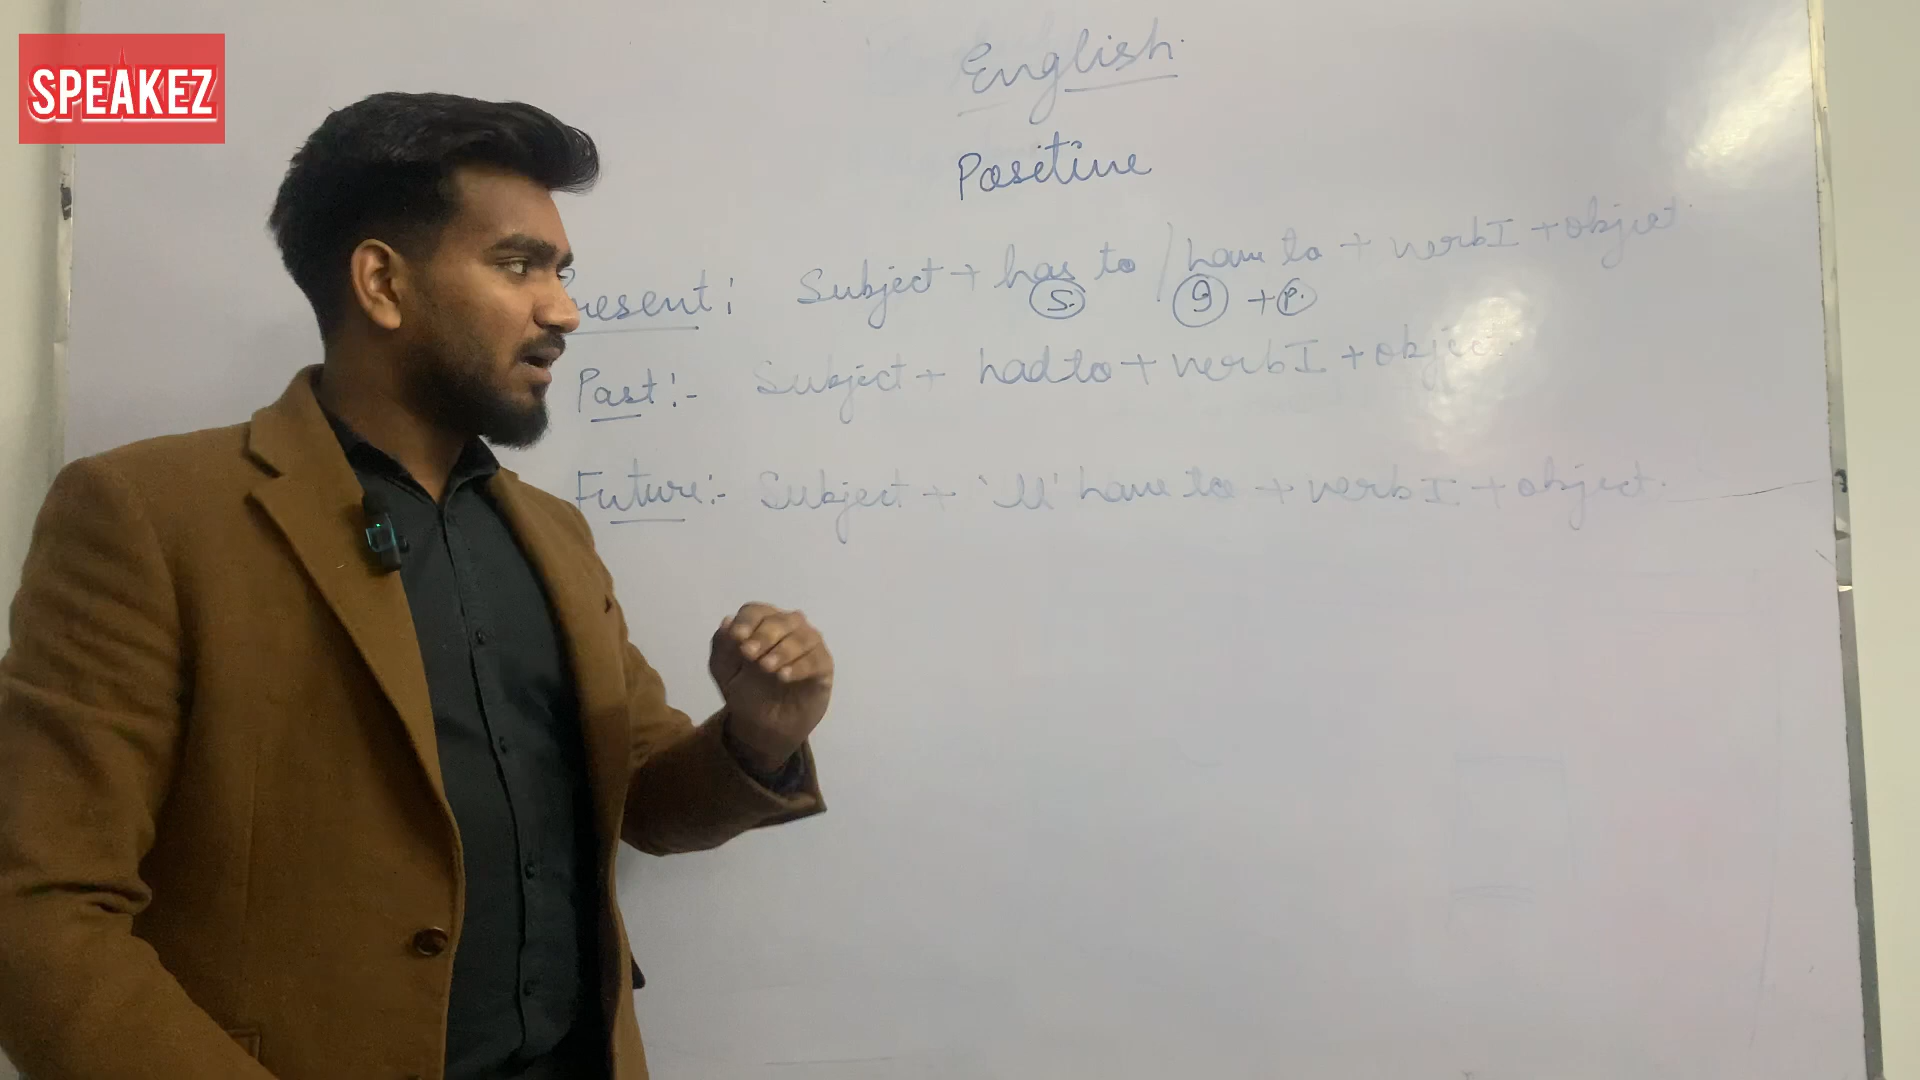 SPEAKEZ
English.
Positive
Present: Subject + has to / have to + verb I + object.
S. I + P.
Past:- Subject + had to + verb I + object.
Future:- Subject + 'll' have to + verb I + object.